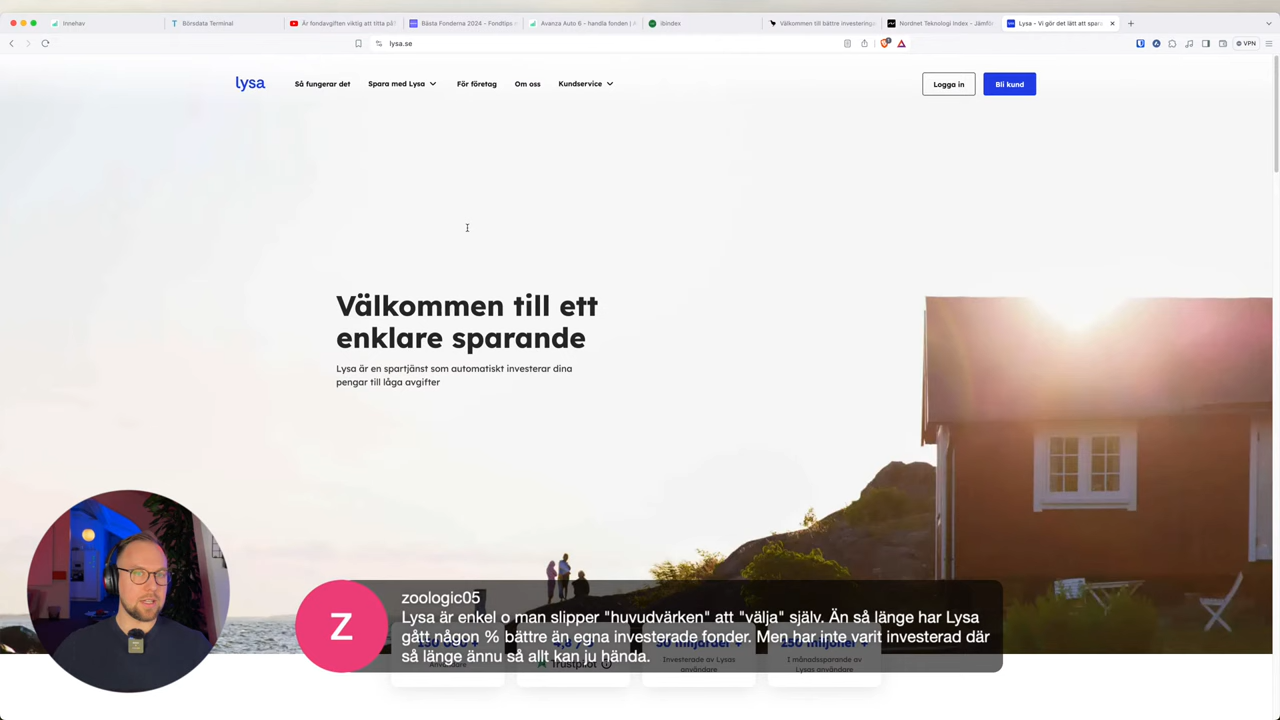 Innehav
Börsdata Terminal
Är fondavgiften viktig att titta på?
Bästa Fonderna 2024 - Fondtips
Avanza Auto 6 - handla fonden
ibindex
Välkommen till bättre investeringa
Nordnet Teknologi Index - Jämför
Lysa - Vi gör det lätt att spara
lysa.se
VPN
lysa
Så fungerar det
Spara med Lysa
För företag
Om oss
Kundservice
Logga in
Bli kund
Välkommen till ett
enklare sparande
Lysa är en spartjänst som automatiskt investerar dina
pengar till låga avgifter
Z
zoologic05
Lysa är enkel o man slipper "huvudvärken" att "välja" själv. Än så länge har Lysa
gått någon % bättre än egna investerade fonder. Men har inte varit investerad där
så länge ännu så allt kan ju hända.
Trustpilot
Investerade av Lysas
användare
I månadssparande av
Lysas användare